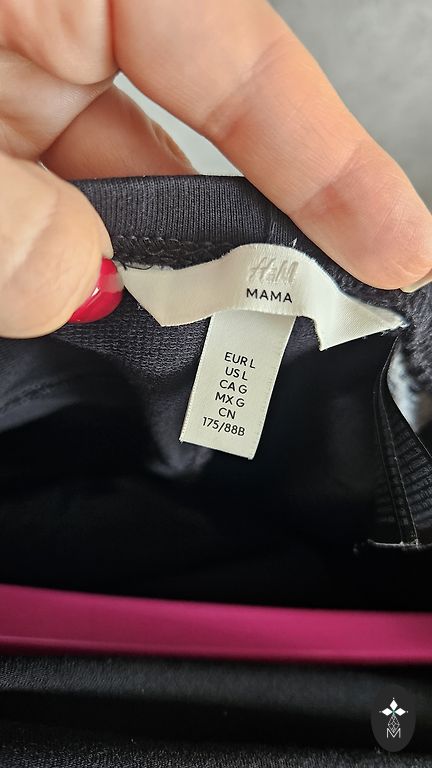 H&M
MAMA
EUR L
US L
CA G
MX G
CN
175/88B